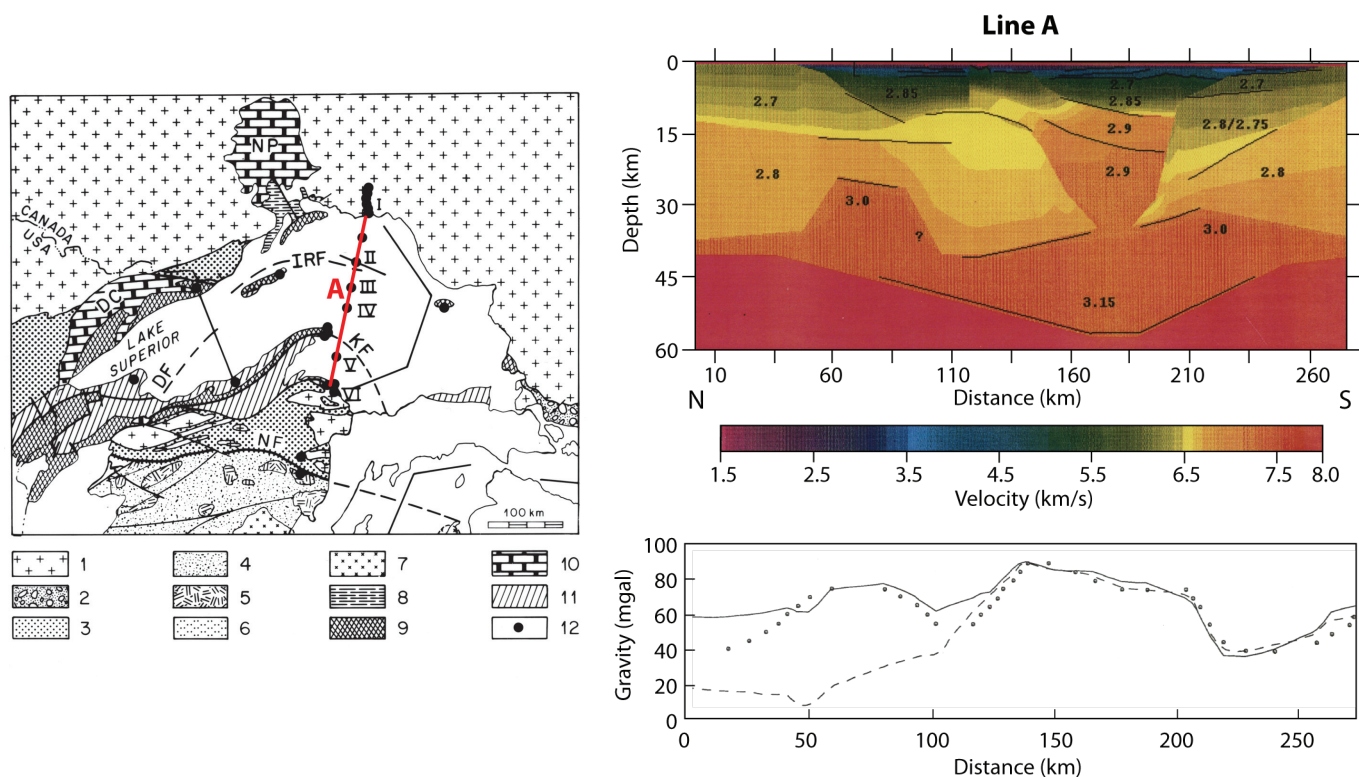 NP
I
CANADA
USA
IRF
II
A
III
DC
IV
LAKE
SUPERIOR
KF
DF
V
VI
NF
100 km
1
4
7
10
2
5
8
11
3
6
9
12
Line A
0
15
30
45
60
Depth (km)
2.7
2.85
2.7
2.85
2.7
2.9
2.8/2.75
2.8
2.9
2.8
3.0
3.0
?
3.15
10
60
110
160
210
260
N
Distance (km)
S
1.5
2.5
3.5
4.5
5.5
6.5
7.5
8.0
Velocity (km/s)
100
80
60
40
20
0
Gravity (mgal)
0
50
100
150
200
250
Distance (km)